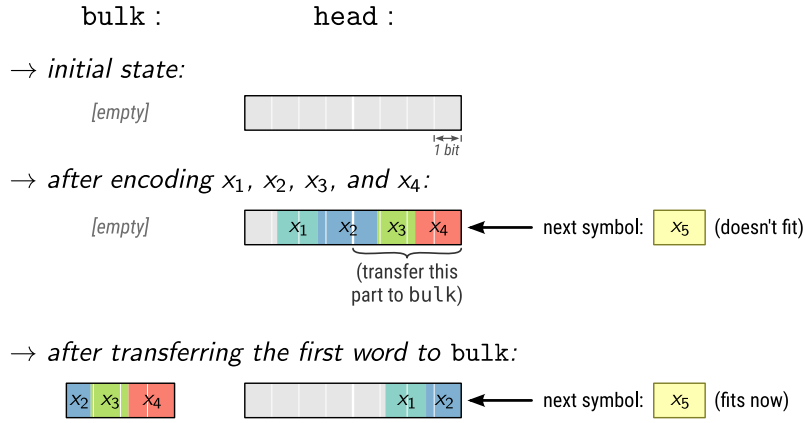 bulk : head :
→ initial state:
[empty]
1 bit
→ after encoding x₁, x₂, x₃, and x₄:
[empty] x₁ x₂ x₃ x₄ next symbol: x₅ (doesn't fit)
(transfer this
part to bulk)
→ after transferring the first word to bulk:
x₂ x₃ x₄ x₁ x₂ next symbol: x₅ (fits now)